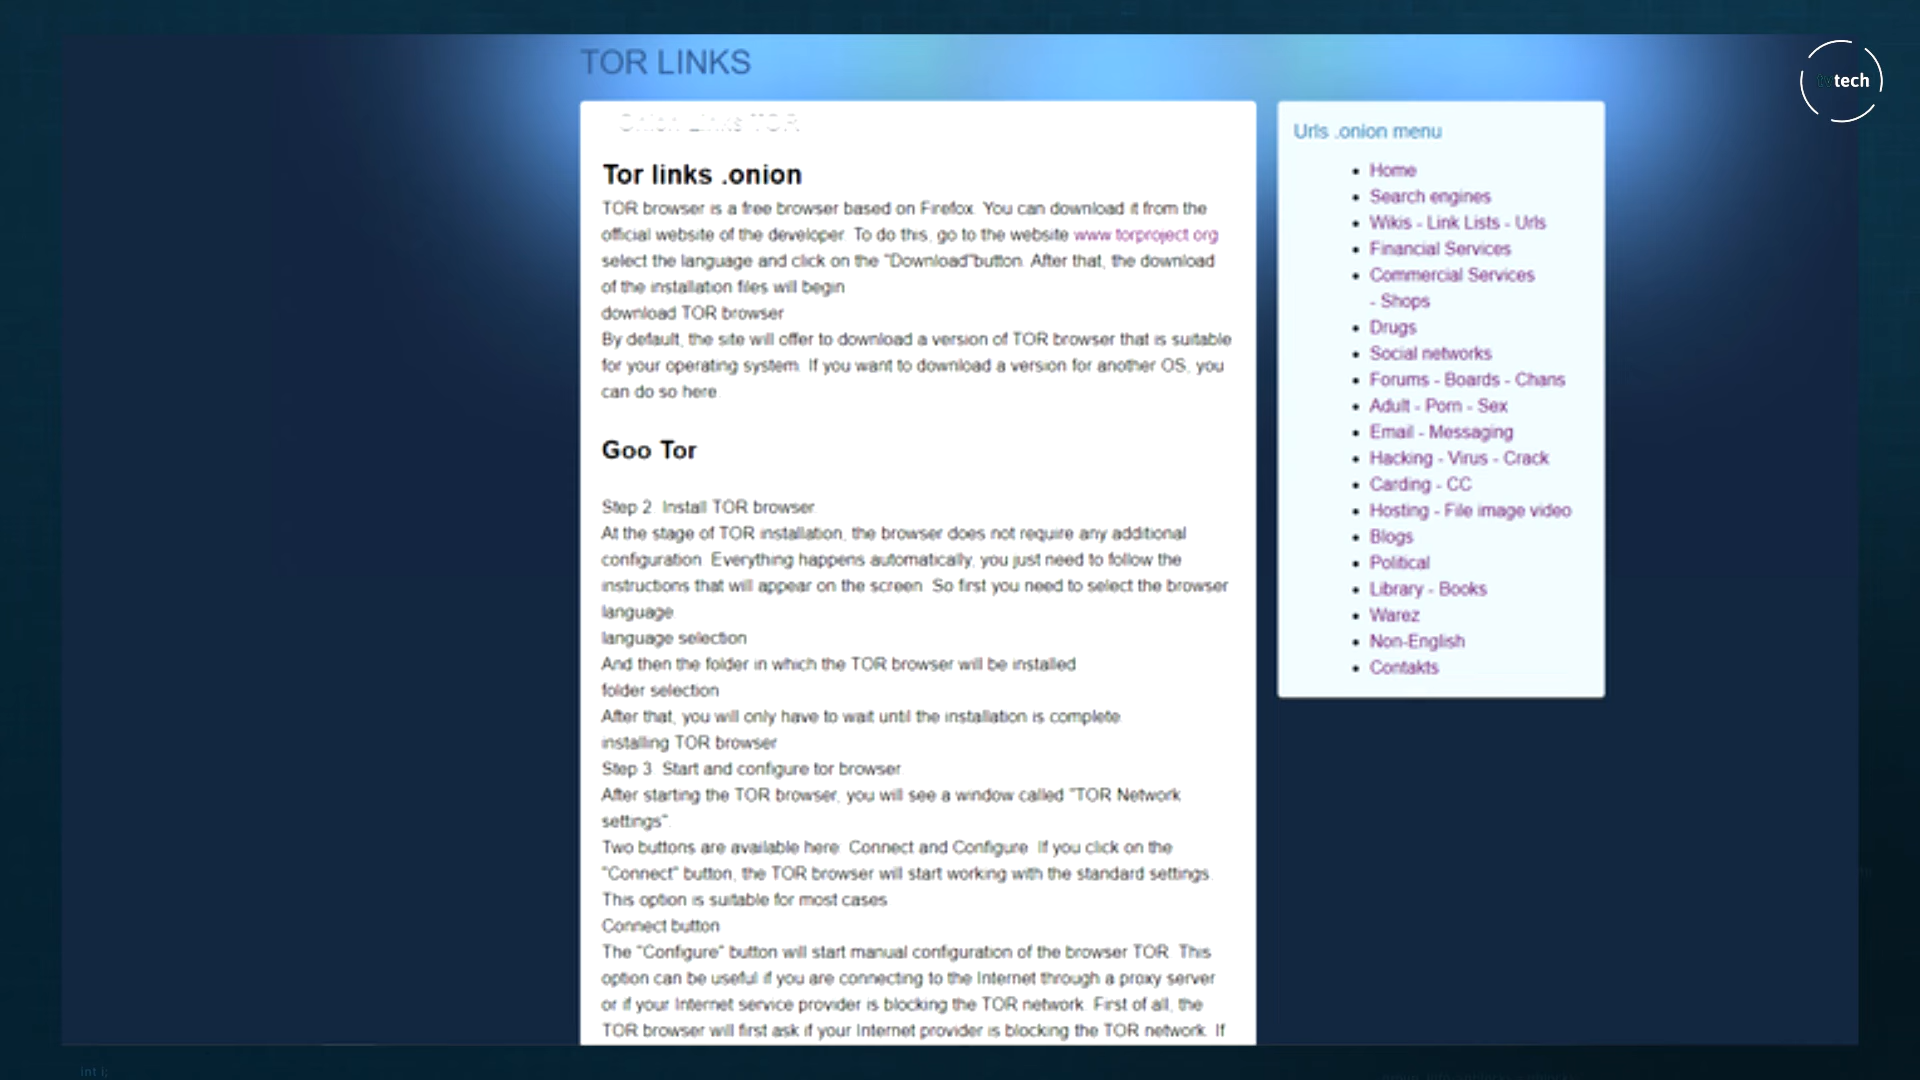 TOR LINKS
tvtech
Onion Links TOR
Tor links .onion
TOR browser is a free browser based on Firefox. You can download it from the
official website of the developer. To do this, go to the website www.torproject.org
select the language and click on the "Download"button. After that, the download
of the installation files will begin
download TOR browser
By default, the site will offer to download a version of TOR browser that is suitable
for your operating system. If you want to download a version for another OS, you
can do so here.
Goo Tor
Step 2. Install TOR browser.
At the stage of TOR installation, the browser does not require any additional
configuration. Everything happens automatically, you just need to follow the
instructions that will appear on the screen. So first you need to select the browser
language.
language selection
And then the folder in which the TOR browser will be installed
folder selection
After that, you will only have to wait until the installation is complete.
installing TOR browser
Step 3. Start and configure tor browser
After starting the TOR browser, you will see a window called "TOR Network
settings".
Two buttons are available here: Connect and Configure. If you click on the
"Connect" button, the TOR browser will start working with the standard settings.
This option is suitable for most cases
Connect button
The "Configure" button will start manual configuration of the browser TOR. This
option can be useful if you are connecting to the Internet through a proxy server
or if your Internet service provider is blocking the TOR network. First of all, the
TOR browser will first ask if your Internet provider is blocking the TOR network. If
Urls .onion menu
Home
Search engines
Wikis - Link Lists - Urls
Financial Services
Commercial Services
- Shops
Drugs
Social networks
Forums - Boards - Chans
Adult - Porn - Sex
Email - Messaging
Hacking - Virus - Crack
Carding - CC
Hosting - File image video
Blogs
Political
Library - Books
Warez
Non-English
Contakts
int i;